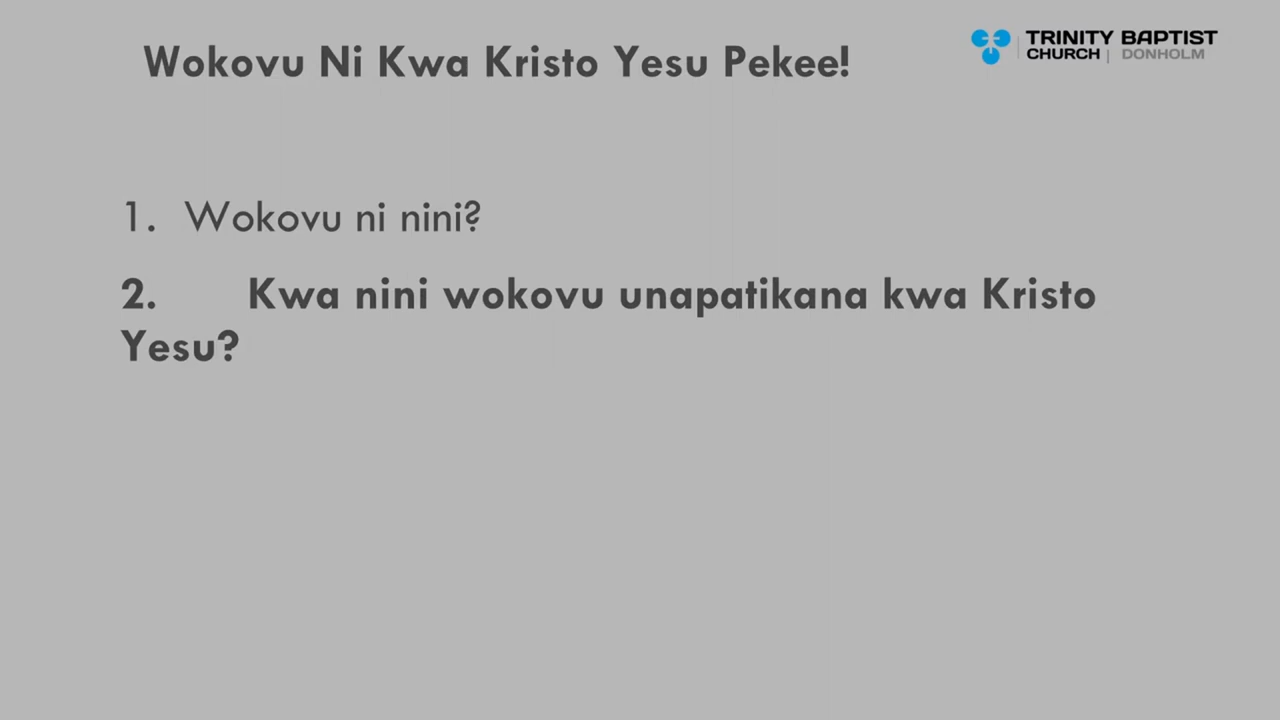 Wokovu Ni Kwa Kristo Yesu Pekee!
TRINITY BAPTIST
CHURCH | DONHOLM
1. Wokovu ni nini?
2. Kwa nini wokovu unapatikana kwa Kristo
Yesu?